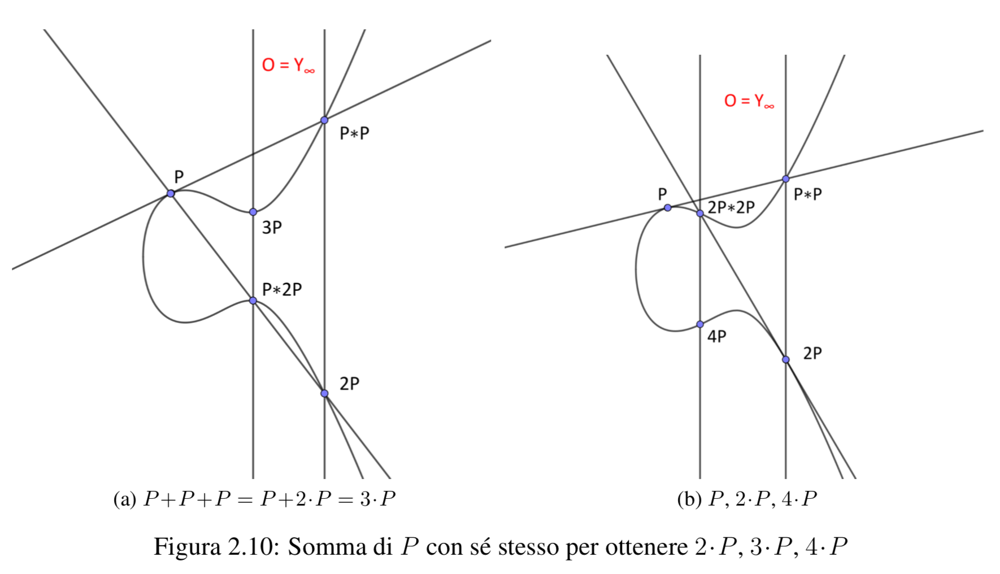 O = Y∞
P∗P
P
3P
P∗2P
2P
(a) P+P+P = P+2·P = 3·P
O = Y∞
P
P∗P
2P∗2P
4P
2P
(b) P, 2·P, 4·P
Figura 2.10: Somma di P con sé stesso per ottenere 2·P, 3·P, 4·P